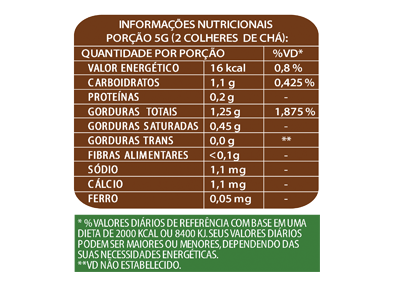 INFORMAÇÕES NUTRICIONAIS
PORÇÃO 5G (2 COLHERES DE CHÁ):
QUANTIDADE POR PORÇÃO %VD*
VALOR ENERGÉTICO 16 kcal 0,8 %
CARBOIDRATOS 1,1 g 0,425 %
PROTEÍNAS 0,2 g -
GORDURAS TOTAIS 1,25 g 1,875 %
GORDURAS SATURADAS 0,45 g -
GORDURAS TRANS 0,0 g **
FIBRAS ALIMENTARES <0,1g -
SÓDIO 1,1 mg -
CÁLCIO 1,1 mg -
FERRO 0,05 mg -
* % VALORES DIÁRIOS DE REFERÊNCIA COM BASE EM UMA
DIETA DE 2000 KCAL OU 8400 KJ. SEUS VALORES DIÁRIOS
PODEM SER MAIORES OU MENORES, DEPENDENDO DAS
SUAS NECESSIDADES ENERGÉTICAS.
**VD NÃO ESTABELECIDO.